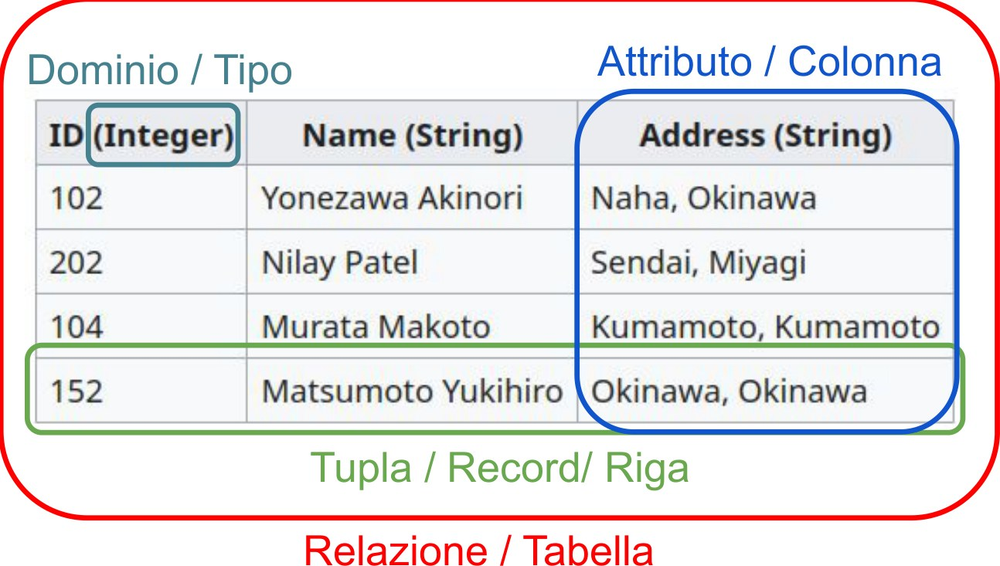 Dominio / Tipo
Attributo / Colonna
ID (Integer) Name (String) Address (String)
102 Yonezawa Akinori Naha, Okinawa
202 Nilay Patel Sendai, Miyagi
104 Murata Makoto Kumamoto, Kumamoto
152 Matsumoto Yukihiro Okinawa, Okinawa
Tupla / Record/ Riga
Relazione / Tabella